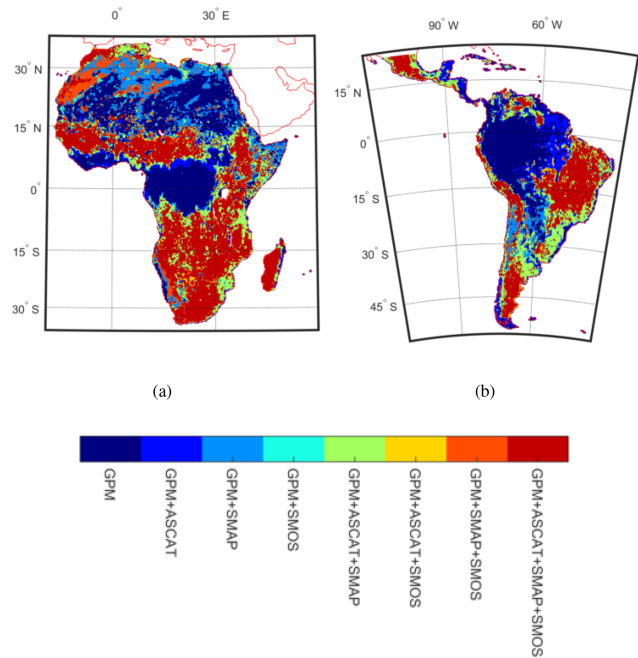 0° 30° E
30° N
15° N
0°
15° S
30° S
90° W 60° W
15° N
0°
15° S
30° S
45° S
(a) (b)
GPM
GPM+ASCAT
GPM+SMAP
GPM+SMOS
GPM+ASCAT+SMAP
GPM+ASCAT+SMOS
GPM+SMAP+SMOS
GPM+ASCAT+SMAP+SMOS